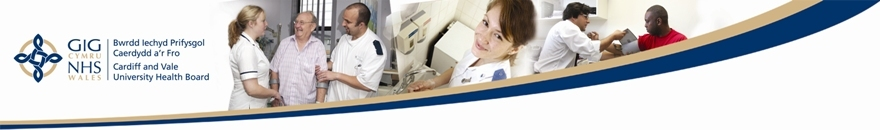 GIG
CYMRU
NHS
WALES
Bwrdd Iechyd Prifysgol
Caerdydd a'r Fro
Cardiff and Vale
University Health Board